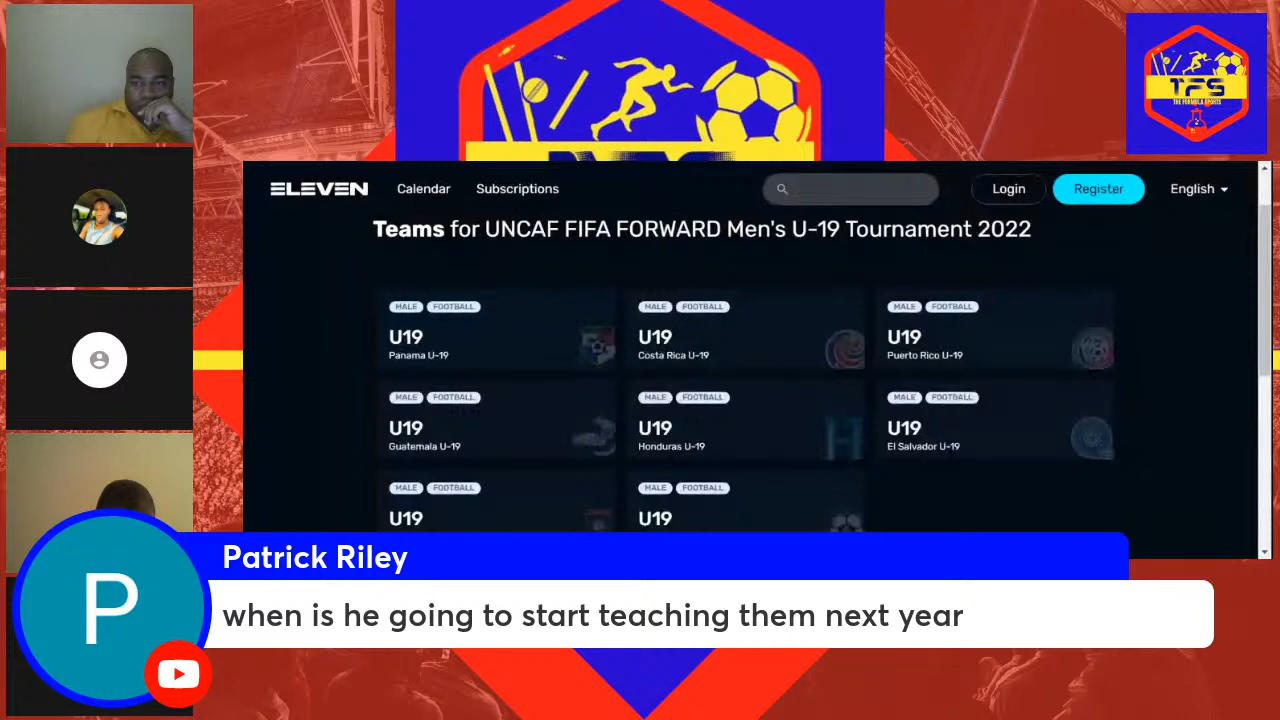 TFS
THE FORMULA SPORTS
ELEVEN
Calendar
Subscriptions
Login
Register
English
Teams for UNCAF FIFA FORWARD Men's U-19 Tournament 2022
MALE FOOTBALL
U19
Panama U-19
MALE FOOTBALL
U19
Costa Rica U-19
MALE FOOTBALL
U19
Puerto Rico U-19
MALE FOOTBALL
U19
Guatemala U-19
MALE FOOTBALL
U19
Honduras U-19
H
MALE FOOTBALL
U19
El Salvador U-19
MALE FOOTBALL
U19
MALE FOOTBALL
U19
P
Patrick Riley
when is he going to start teaching them next year